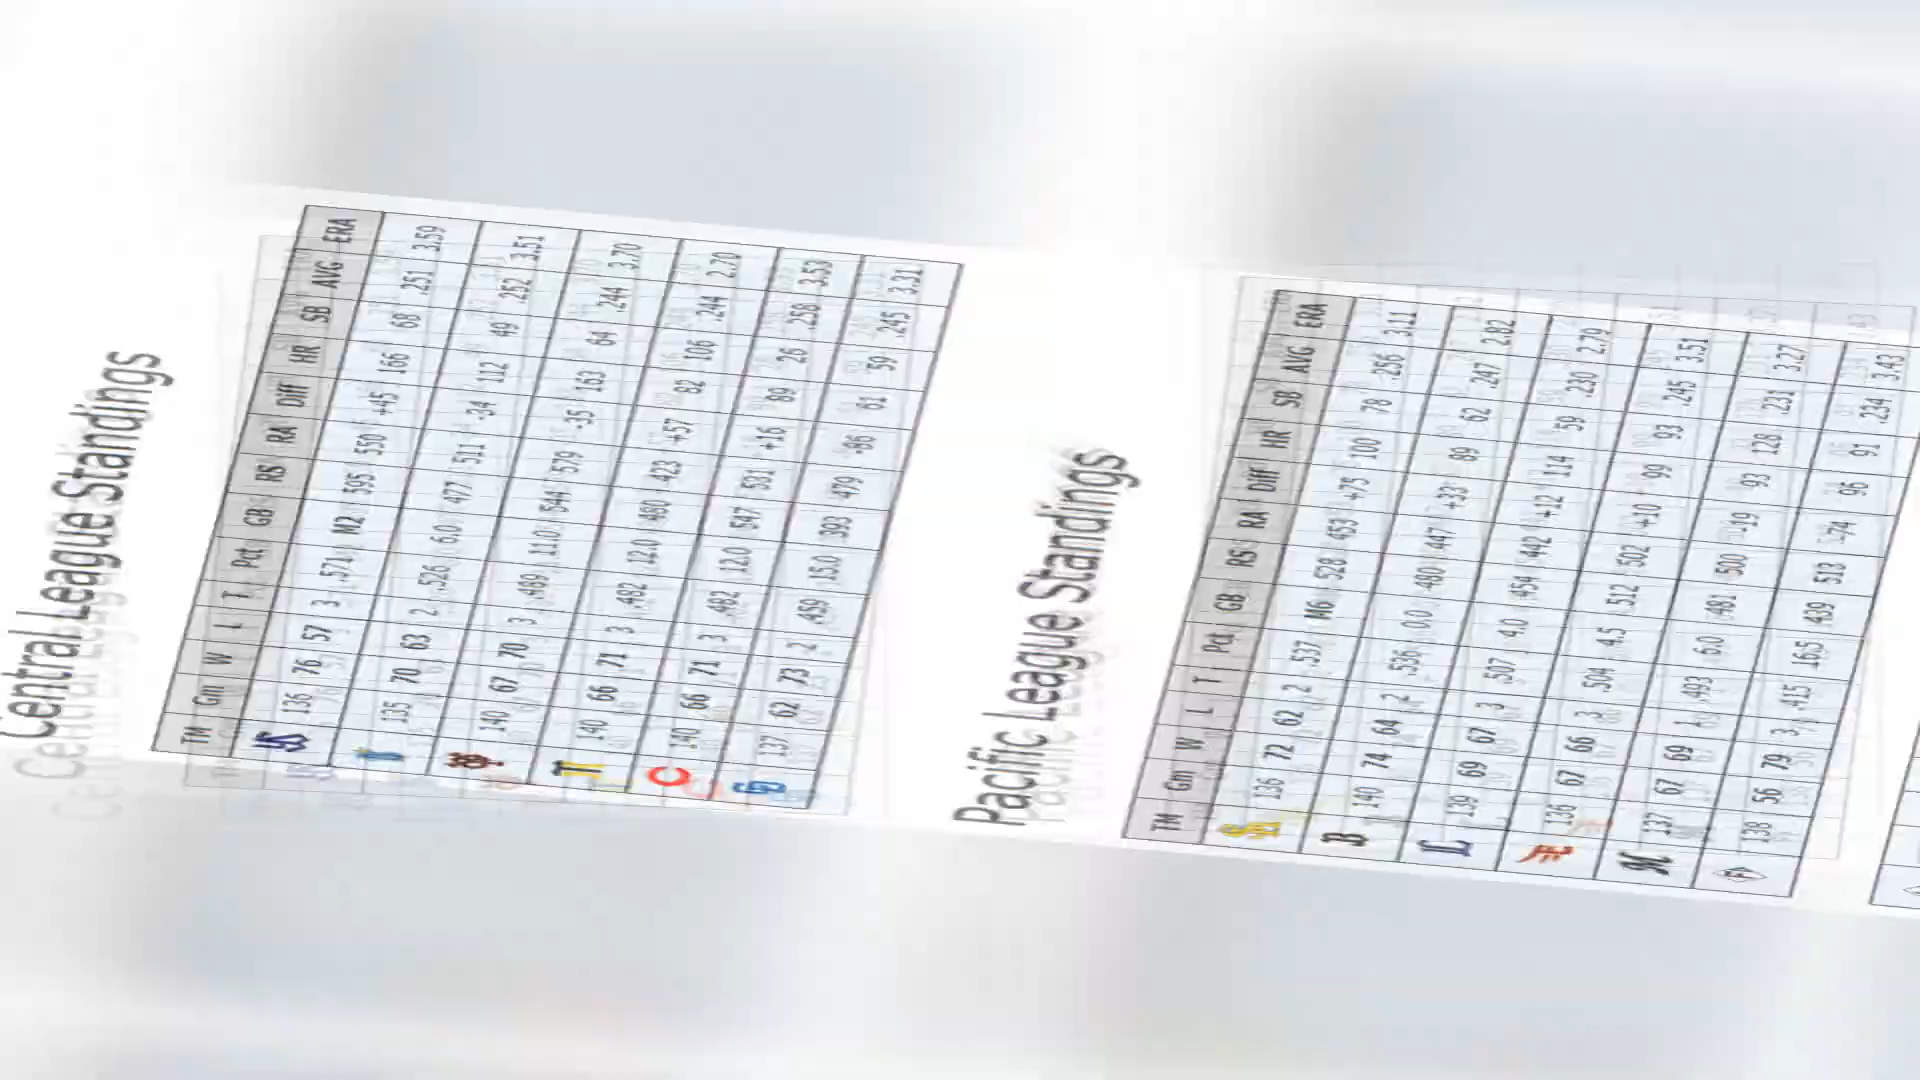 Central League Standings
TM Gm W L T Pct GB RS RA Diff HR SB AVG ERA
YS 136 76 57 3 .571 M2 595 550 +45 166 68 .251 3.59
135 70 63 2 .526 6.0 477 511 -34 112 49 .252 3.51
140 67 70 3 .489 11.0 544 579 -35 163 64 .244 3.70
140 66 71 3 .482 12.0 480 423 +57 82 106 .244 2.70
C 140 66 71 3 .482 12.0 547 531 +16 89 26 .258 3.53
137 62 73 2 .459 15.0 393 479 -86 61 59 .245 3.31
Pacific League Standings
TM Gm W L T Pct GB RS RA Diff HR SB AVG ERA
136 72 62 2 .537 M6 528 453 +75 100 78 .256 3.11
B 140 74 64 2 .536 0.0 480 447 +33 89 62 .247 2.82
L 139 69 67 3 .507 4.0 454 442 +12 114 59 .230 2.79
E 136 67 66 3 .504 4.5 512 502 +10 99 93 .245 3.51
M 137 67 69 1 .493 6.0 481 500 -19 93 128 .231 3.27
F 138 56 79 3 .415 16.5 439 513 -74 96 91 .234 3.43